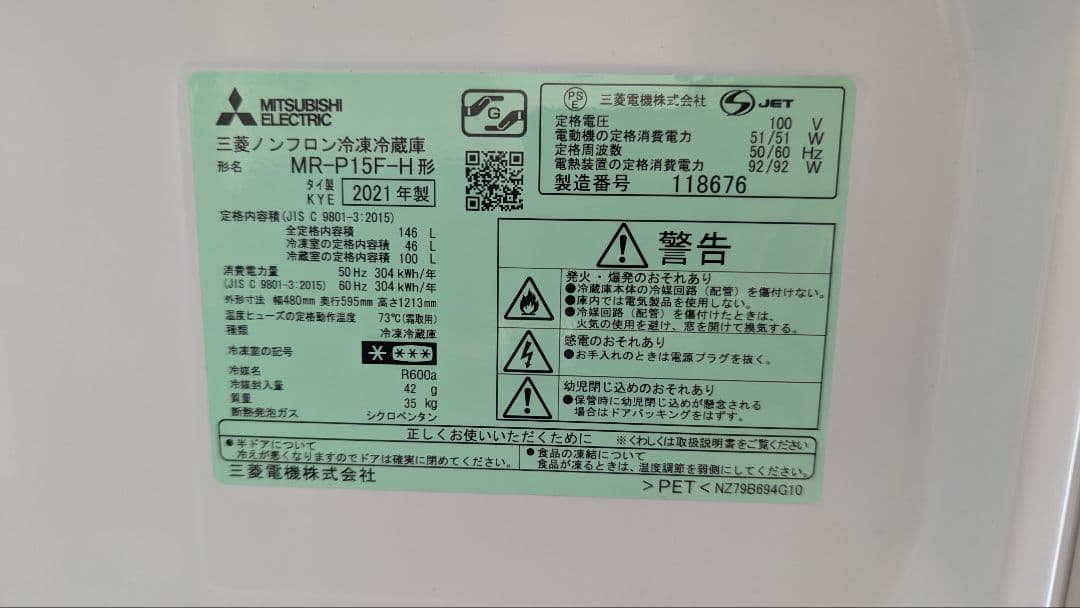 MITSUBISHI
ELECTRIC
三菱ノンフロン冷凍冷蔵庫
形名 MR-P15F-H形
タイ製
KYE 2021年製
定格内容積(JIS C 9801-3:2015)
全定格内容積 146 L
冷凍室の定格内容積 46 L
冷蔵室の定格内容積 100 L
消費電力量 50Hz 304kWh/年
(JIS C 9801-3:2015) 60Hz 304kWh/年
外形寸法 幅480mm 奥行595mm 高さ1213mm
温度ヒューズの定格動作温度 73℃(霜取用)
種類 冷凍冷蔵庫
冷凍室の記号 * ***
冷媒名 R600a
冷媒封入量 42 g
質量 35 kg
断熱発泡ガス シクロペンタン
G
PS
E 三菱電機株式会社 S JET
定格電圧 100 V
電動機の定格消費電力 51/51 W
定格周波数 50/60 Hz
電熱装置の定格消費電力 92/92 W
製造番号 118676
警告
発火・爆発のおそれあり
●冷蔵庫本体の冷媒回路(配管)を傷付けない。
●庫内では電気製品を使用しない。
●冷媒回路(配管)を傷付けたときは、
火気の使用を避け、窓を開けて換気する。
感電のおそれあり
●お手入れのときは電源プラグを抜く。
幼児閉じ込めのおそれあり
●保管時に幼児閉じ込めが懸念される
場合はドアパッキングをはずす。
正しくお使いいただくために ※くわしくは取扱説明書をご覧ください
●半ドアについて
冷えが悪くなりますのでドアは確実に閉めてください。
●食品の凍結について
食品が凍るときは、温度調節を弱側にしてください。
三菱電機株式会社
>PET< NZ79B694G10